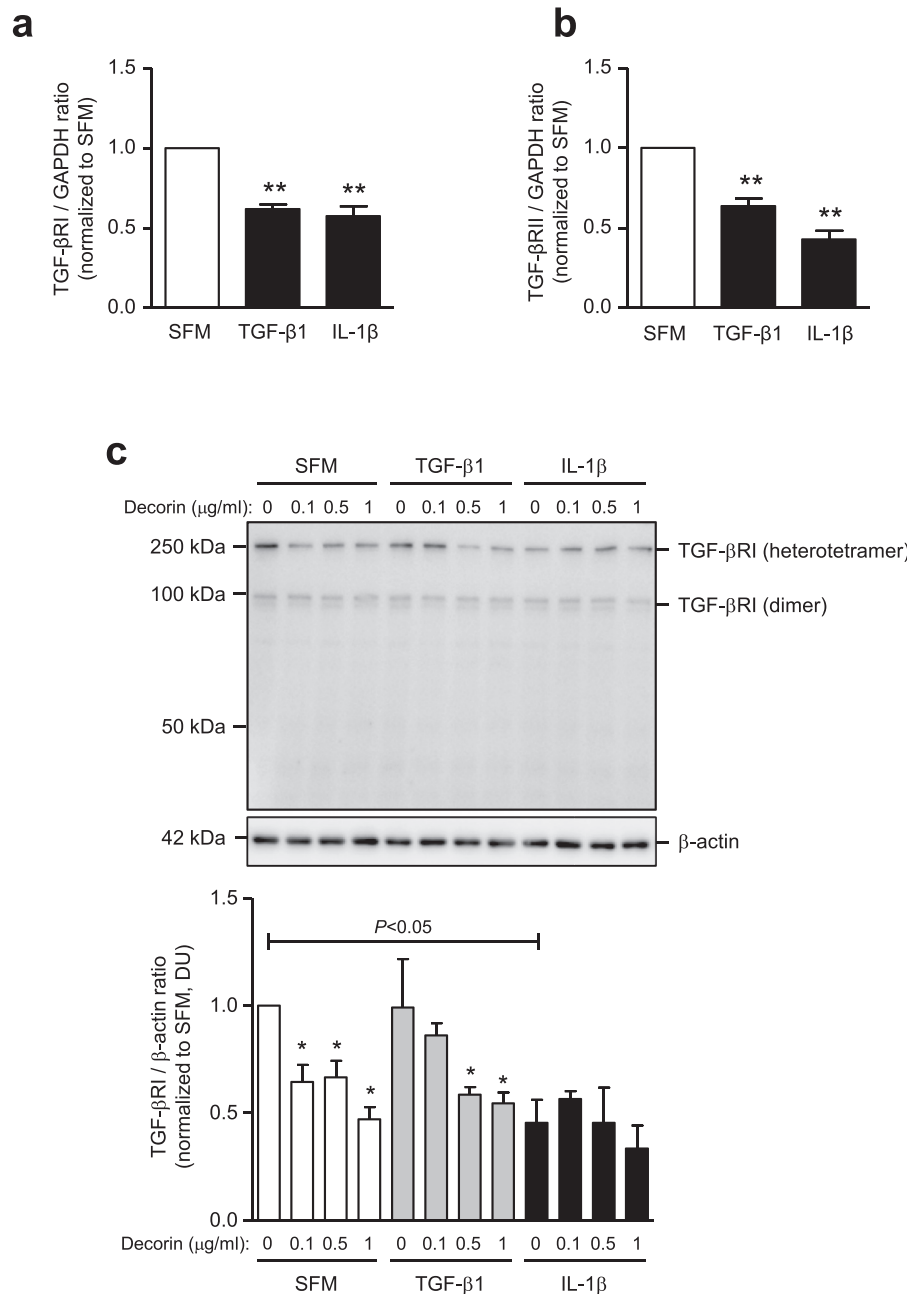 a
TGF-βRI / GAPDH ratio
(normalized to SFM)
1.5
1.0
0.5
0.0
**
**
SFM TGF-β1 IL-1β
b
TGF-βRII / GAPDH ratio
(normalized to SFM)
1.5
1.0
0.5
0.0
**
**
SFM TGF-β1 IL-1β
c
SFM TGF-β1 IL-1β
Decorin (μg/ml): 0 0.1 0.5 1 0 0.1 0.5 1 0 0.1 0.5 1
250 kDa
TGF-βRI (heterotetramer)
100 kDa
TGF-βRI (dimer)
50 kDa
42 kDa
β-actin
TGF-βRI / β-actin ratio
(normalized to SFM, DU)
1.5
1.0
0.5
0.0
P<0.05
* * * * *
Decorin (μg/ml): 0 0.1 0.5 1 0 0.1 0.5 1 0 0.1 0.5 1
SFM TGF-β1 IL-1β